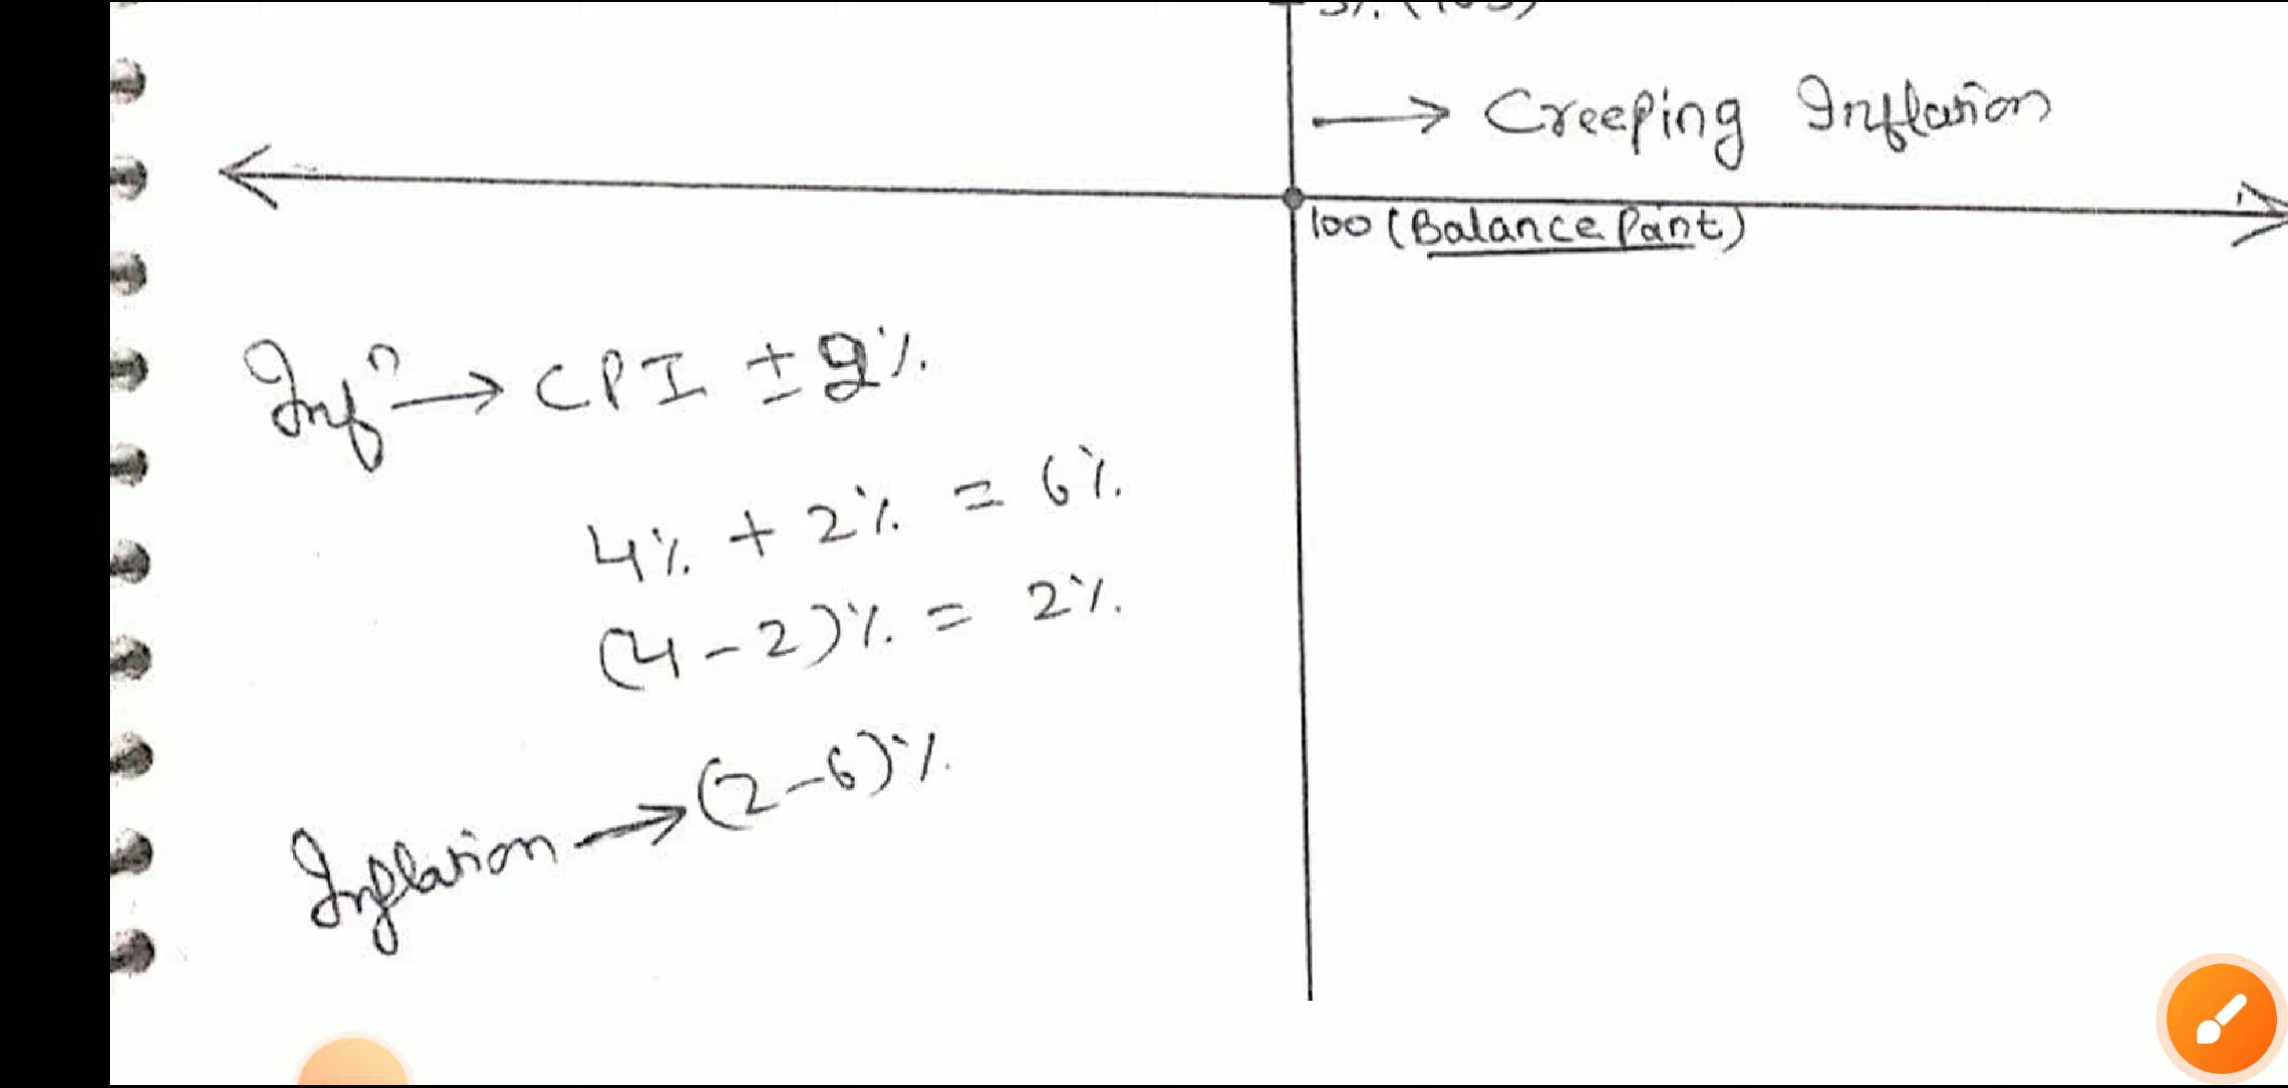 → Creeping Inflation
100 (Balance Point)
Infⁿ → CPI ± 2%
4% + 2% = 6%
(4-2)% = 2%
Inflation → (2-6)%